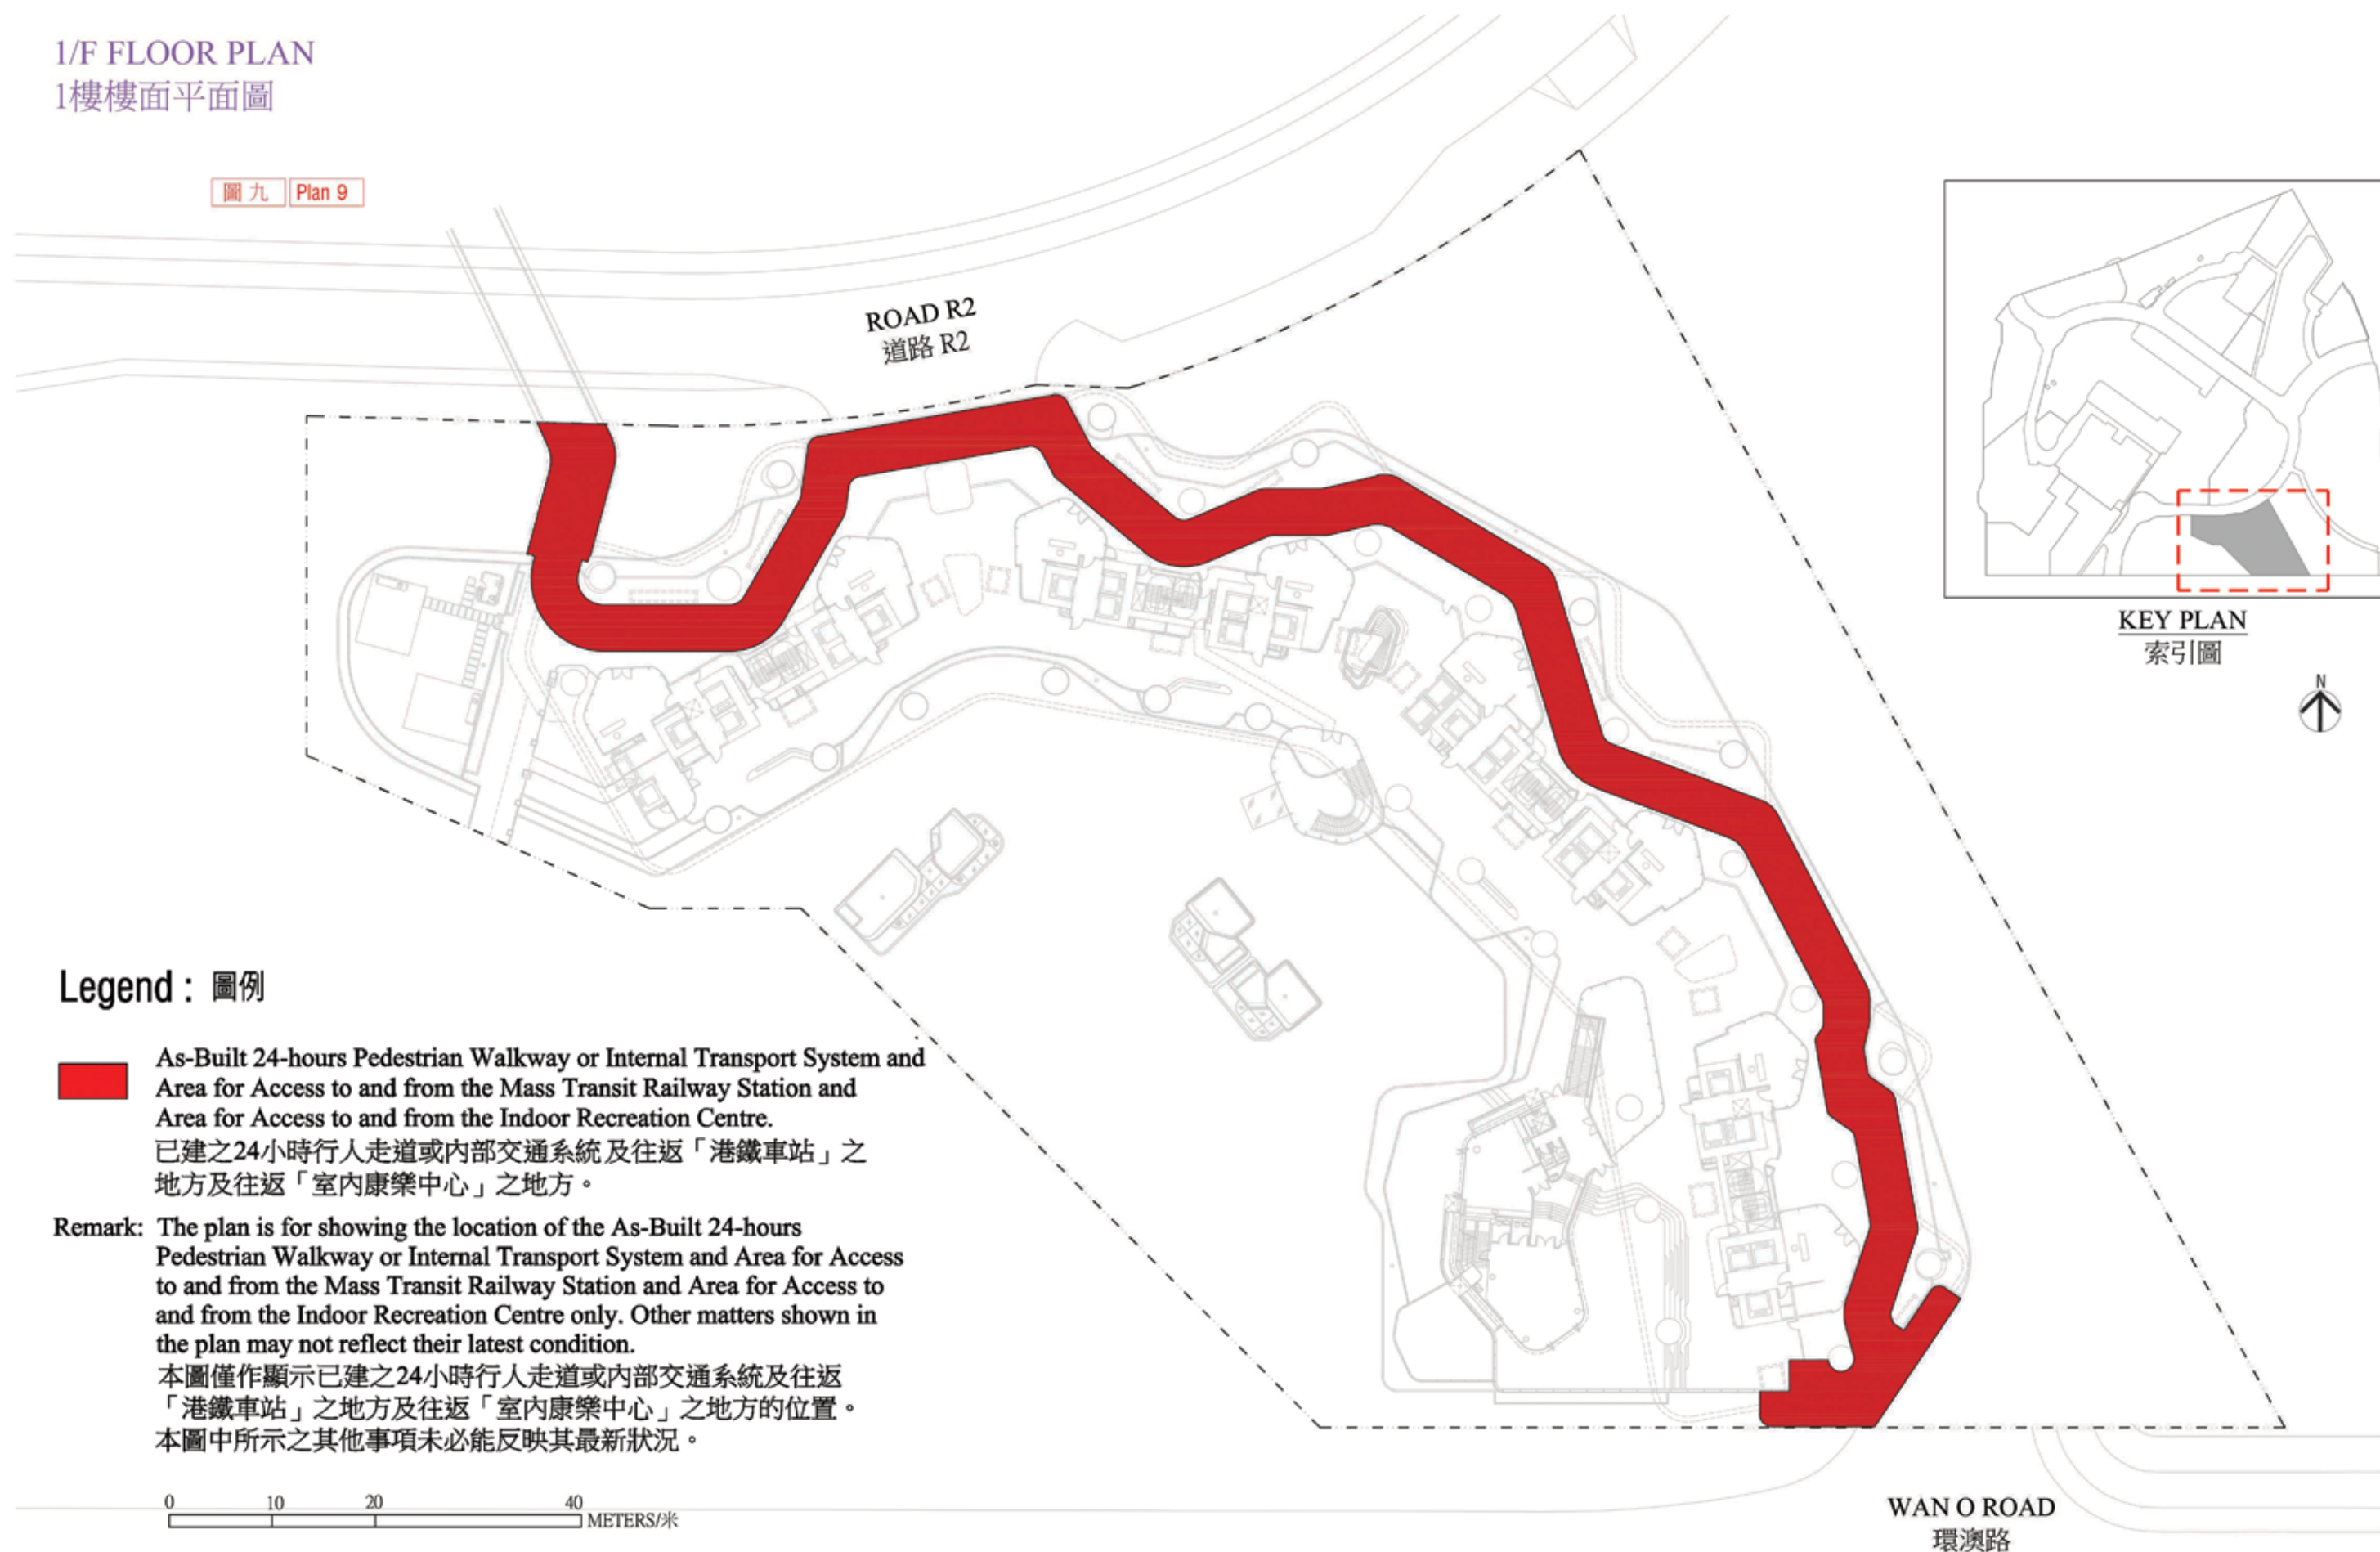 1/F FLOOR PLAN
1樓樓面平面圖
圖 九 Plan 9
ROAD R2
道路 R2
KEY PLAN
索引圖
N
Legend : 圖例
As-Built 24-hours Pedestrian Walkway or Internal Transport System and
Area for Access to and from the Mass Transit Railway Station and
Area for Access to and from the Indoor Recreation Centre.
已建之24小時行人走道或內部交通系統及往返「港鐵車站」之
地方及往返「室內康樂中心」之地方。
Remark: The plan is for showing the location of the As-Built 24-hours
Pedestrian Walkway or Internal Transport System and Area for Access
to and from the Mass Transit Railway Station and Area for Access to
and from the Indoor Recreation Centre only. Other matters shown in
the plan may not reflect their latest condition.
本圖僅作顯示已建之24小時行人走道或內部交通系統及往返
「港鐵車站」之地方及往返「室內康樂中心」之地方的位置。
本圖中所示之其他事項未必能反映其最新狀況。
0 10 20 40
METERS/米
WAN O ROAD
環澳路